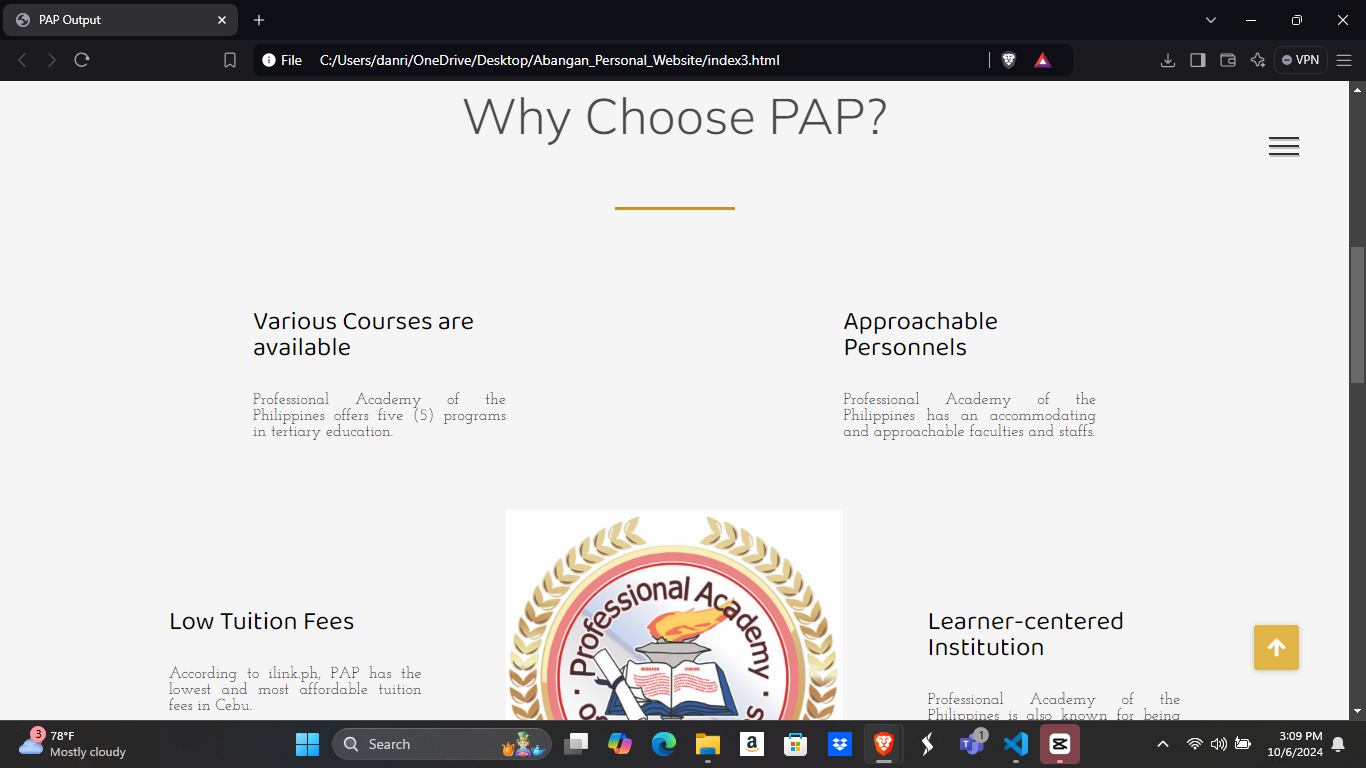 PAP Output
File C:/Users/danri/OneDrive/Desktop/Abangan_Personal_Website/index3.html
VPN
Why Choose PAP?
Various Courses are
available
Professional Academy of the
Philippines offers five (5) programs
in tertiary education.
Approachable
Personnels
Professional Academy of the
Philippines has an accommodating
and approachable faculties and staffs.
Low Tuition Fees
According to ilink.ph, PAP has the
lowest and most affordable tuition
fees in Cebu.
Professional Academy
MISSION VISION
Learner-centered
Institution
Professional Academy of the
Philippines is also known for being
3
78°F
Mostly cloudy
Search
1
3:09 PM
10/6/2024